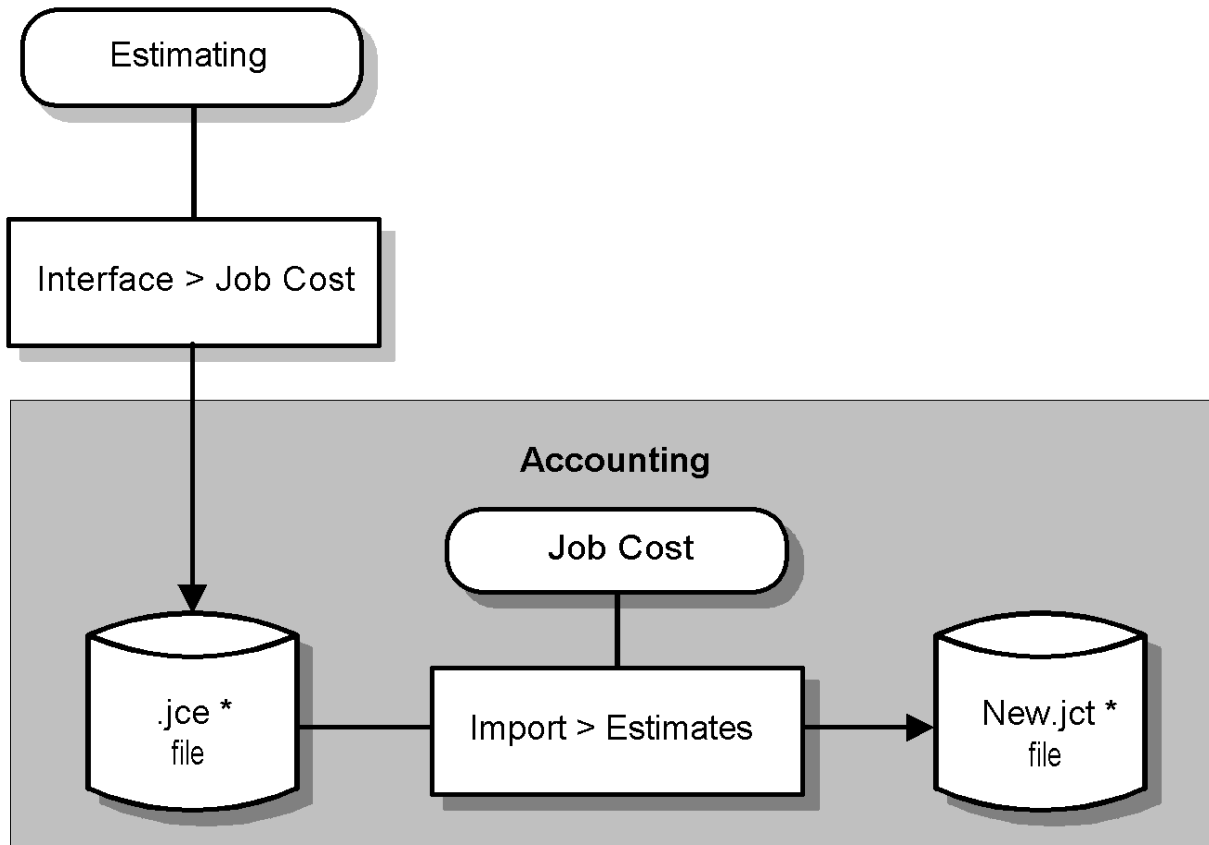 Estimating
Interface > Job Cost
Accounting
Job Cost
.jce *
file
Import > Estimates
New.jct *
file